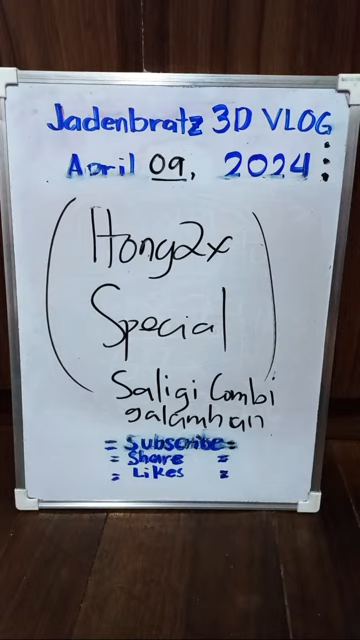 Jadenbratz 3D VLOG
April 09, 2024:
(Hong2x
Special)
Saligi Combi
galamhan
= Subscribe=
= Share =
= Likes =